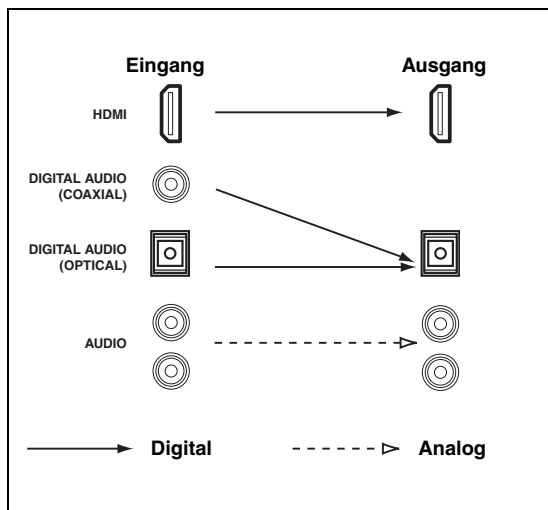 Eingang Ausgang
HDMI
DIGITAL AUDIO
(COAXIAL)
DIGITAL AUDIO
(OPTICAL)
AUDIO
Digital Analog